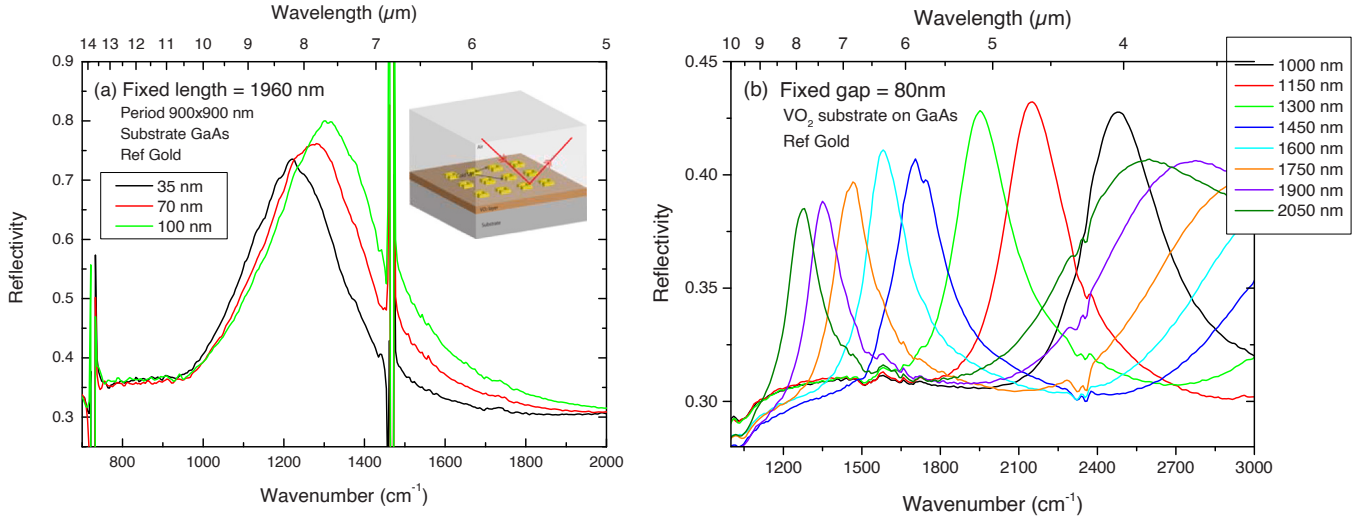 Wavelength (µm)
14 13 12 11 10 9 8 7 6 5
(a) Fixed length = 1960 nm
Period 900x900 nm
Substrate GaAs
Ref Gold
35 nm
70 nm
100 nm
Substrate
Reflectivity
0.9
0.8
0.7
0.6
0.5
0.4
0.3
800 1000 1200 1400 1600 1800 2000
Wavenumber (cm⁻¹)
Wavelength (µm)
10 9 8 7 6 5 4
(b) Fixed gap = 80nm
VO₂ substrate on GaAs
Ref Gold
1000 nm
1150 nm
1300 nm
1450 nm
1600 nm
1750 nm
1900 nm
2050 nm
Reflectivity
0.45
0.40
0.35
0.30
1200 1500 1800 2100 2400 2700 3000
Wavenumber (cm⁻¹)